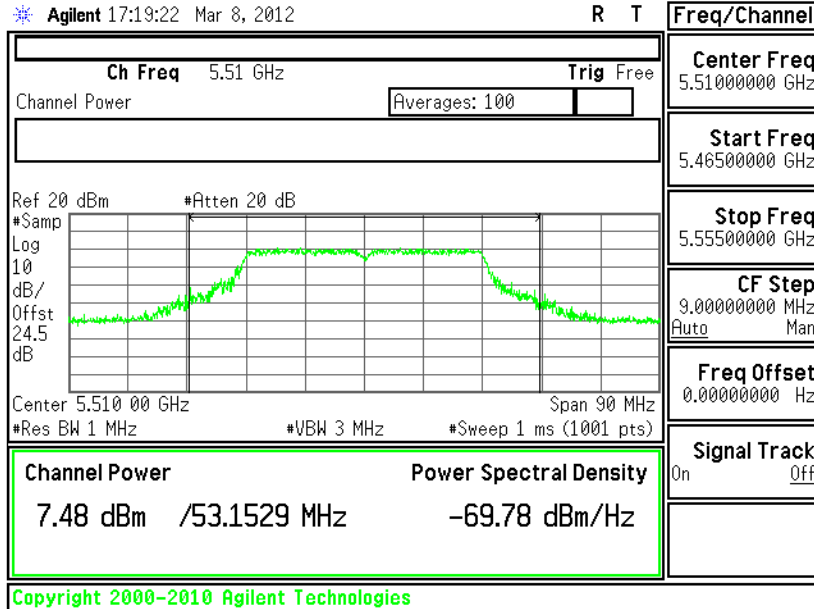 Agilent 17:19:22 Mar 8, 2012 R T
Freq/Channel
Ch Freq 5.51 GHz Trig Free
Channel Power Averages: 100
Ref 20 dBm #Atten 20 dB
#Samp
Log
10
dB/
Offst
24.5
dB
Center 5.510 00 GHz Span 90 MHz
#Res BW 1 MHz #VBW 3 MHz #Sweep 1 ms (1001 pts)
Channel Power Power Spectral Density
7.48 dBm /53.1529 MHz -69.78 dBm/Hz
Center Freq
5.51000000 GHz
Start Freq
5.46500000 GHz
Stop Freq
5.55500000 GHz
CF Step
9.00000000 MHz
Auto Man
Freq Offset
0.00000000 Hz
Signal Track
On Off
Copyright 2000-2010 Agilent Technologies